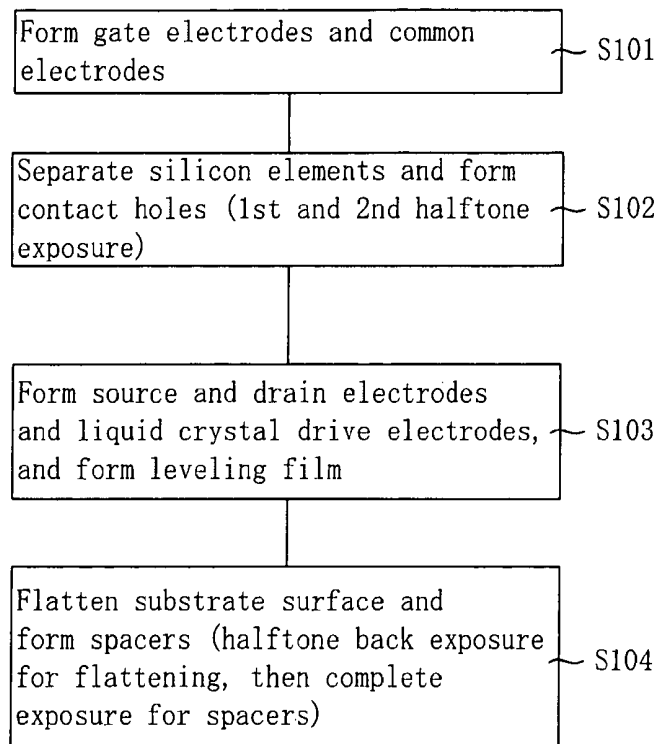 Form gate electrodes and common
electrodes
S101
Separate silicon elements and form
contact holes (1st and 2nd halftone
exposure)
S102
Form source and drain electrodes
and liquid crystal drive electrodes,
and form leveling film
S103
Flatten substrate surface and
form spacers (halftone back exposure
for flattening, then complete
exposure for spacers)
S104